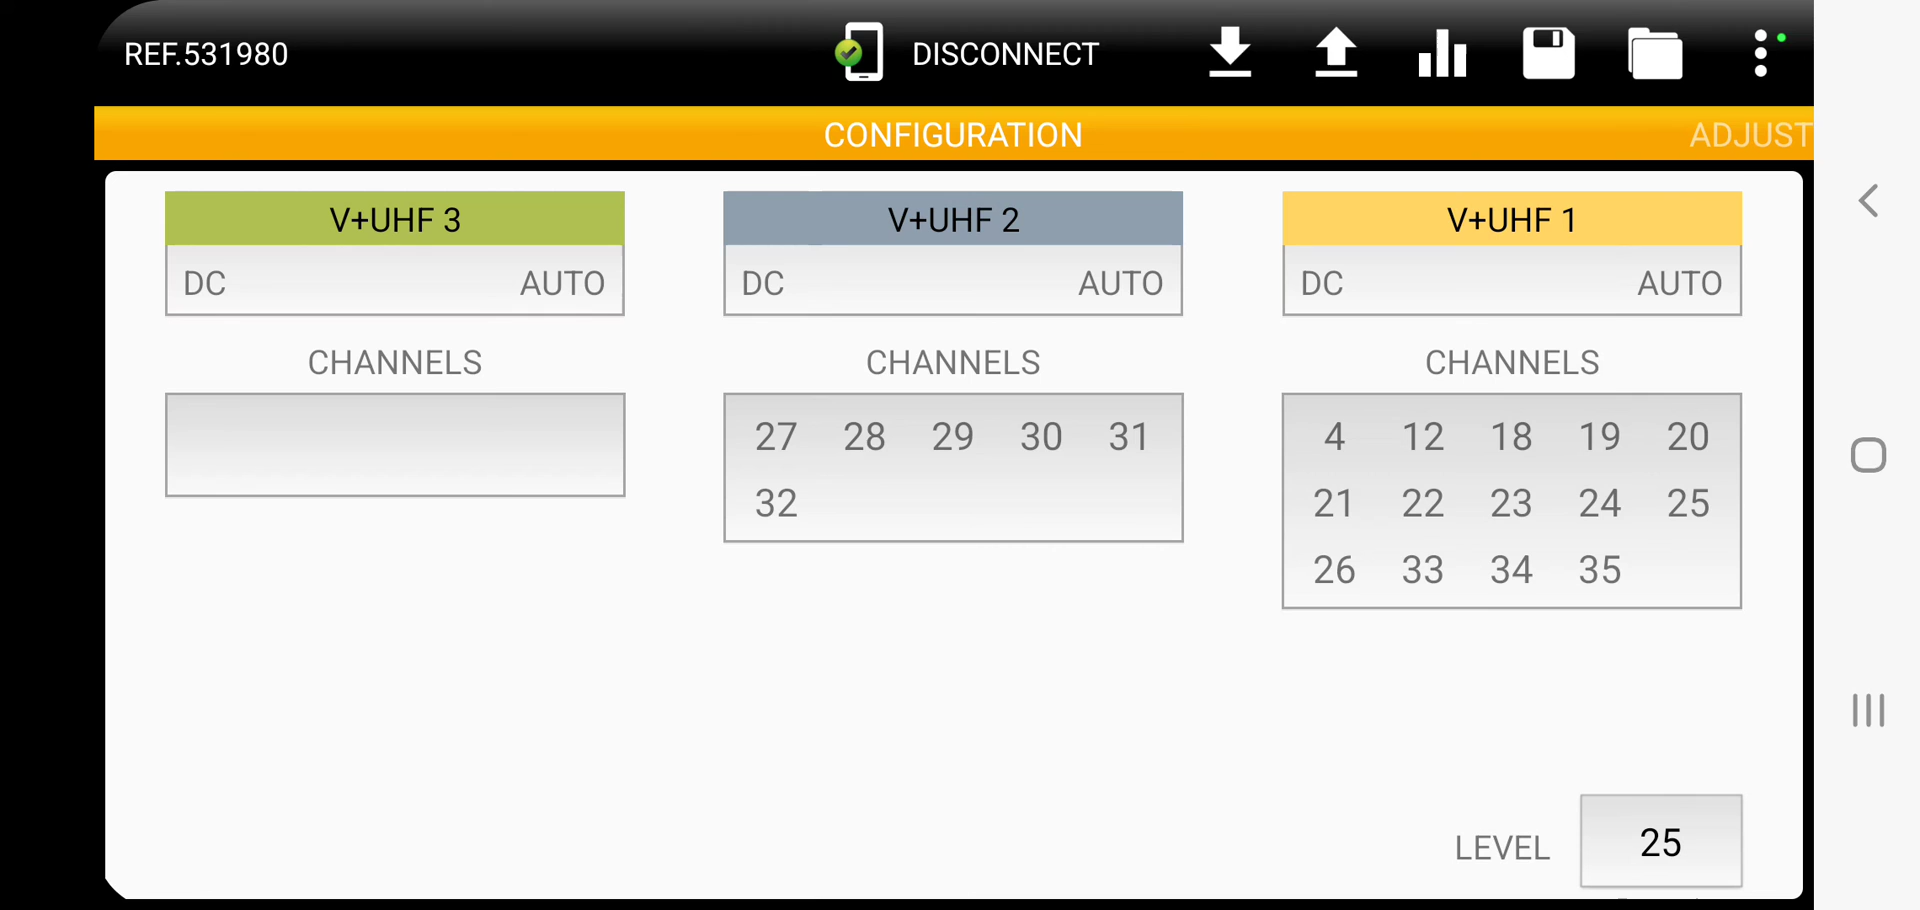 REF.531980 DISCONNECT
CONFIGURATION ADJUST
V+UHF 3
DC AUTO
CHANNELS
V+UHF 2
DC AUTO
CHANNELS
27 28 29 30 31
32
V+UHF 1
DC AUTO
CHANNELS
4 12 18 19 20
21 22 23 24 25
26 33 34 35
LEVEL 25